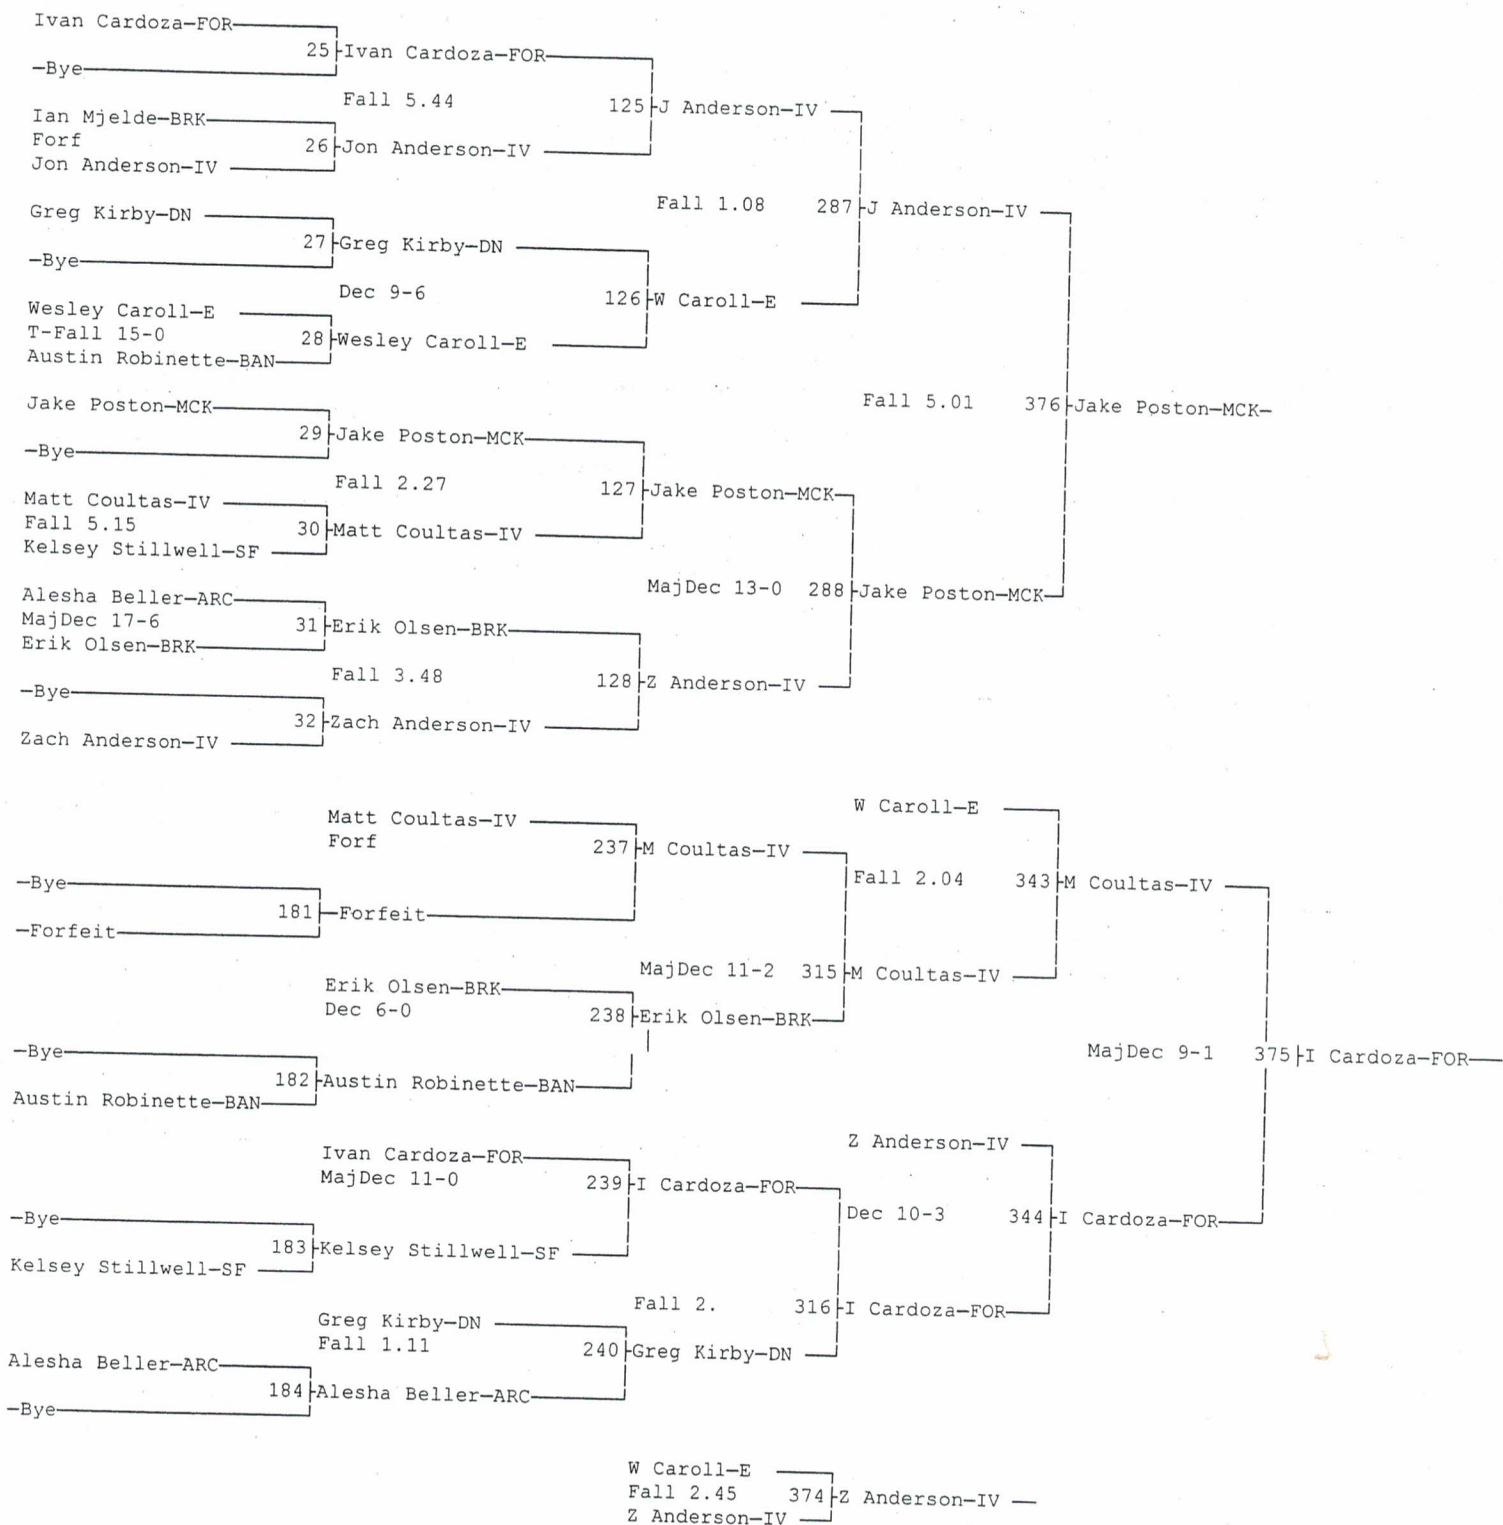 Ivan Cardoza-FOR
25 Ivan Cardoza-FOR
-Bye
Fall 5.44
125 J Anderson-IV
Ian Mjelde-BRK
Forf
26 Jon Anderson-IV
Jon Anderson-IV
Fall 1.08
287 J Anderson-IV
Greg Kirby-DN
27 Greg Kirby-DN
-Bye
Dec 9-6
126 W Caroll-E
Wesley Caroll-E
T-Fall 15-0
28 Wesley Caroll-E
Austin Robinette-BAN
Fall 5.01
376 Jake Poston-MCK-
Jake Poston-MCK
29 Jake Poston-MCK
-Bye
Fall 2.27
127 Jake Poston-MCK
Matt Coultas-IV
Fall 5.15
30 Matt Coultas-IV
Kelsey Stillwell-SF
MajDec 13-0
288 Jake Poston-MCK
Alesha Beller-ARC
MajDec 17-6
31 Erik Olsen-BRK
Erik Olsen-BRK
Fall 3.48
128 Z Anderson-IV
-Bye
32 Zach Anderson-IV
Zach Anderson-IV
W Caroll-E
Matt Coultas-IV
Forf
237 M Coultas-IV
Fall 2.04
343 M Coultas-IV
-Bye
181 -Forfeit
-Forfeit
MajDec 11-2
315 M Coultas-IV
Erik Olsen-BRK
Dec 6-0
238 Erik Olsen-BRK
-Bye
182 Austin Robinette-BAN
Austin Robinette-BAN
MajDec 9-1
375 I Cardoza-FOR
Z Anderson-IV
Ivan Cardoza-FOR
MajDec 11-0
239 I Cardoza-FOR
Dec 10-3
344 I Cardoza-FOR
-Bye
183 Kelsey Stillwell-SF
Kelsey Stillwell-SF
Fall 2.
316 I Cardoza-FOR
Greg Kirby-DN
Fall 1.11
240 Greg Kirby-DN
Alesha Beller-ARC
184 Alesha Beller-ARC
-Bye
W Caroll-E
Fall 2.45
374 Z Anderson-IV
Z Anderson-IV